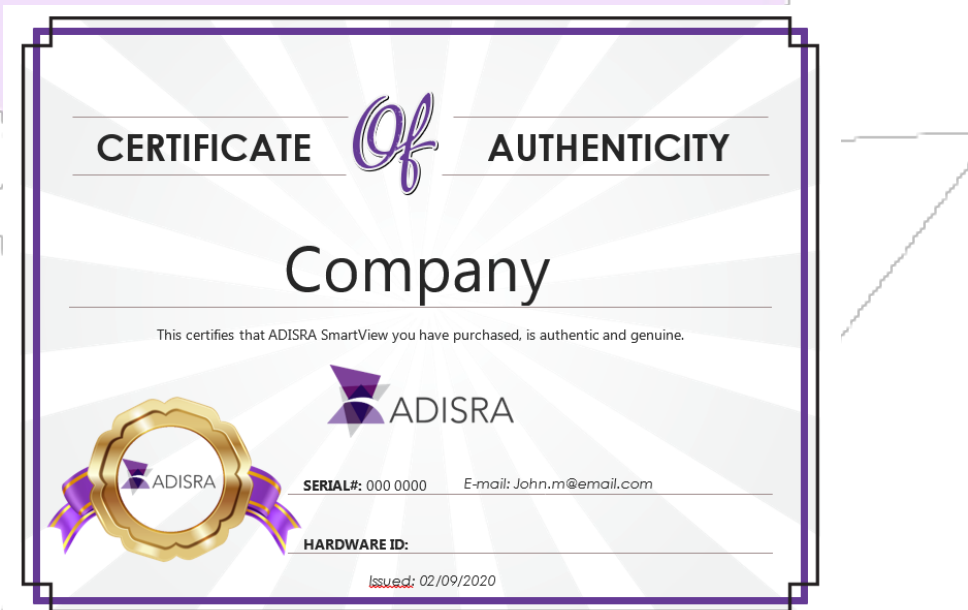 CERTIFICATE Of AUTHENTICITY
Company
This certifies that ADISRA SmartView you have purchased, is authentic and genuine.
ADISRA
ADISRA
SERIAL#: 000 0000 E-mail: John.m@email.com
HARDWARE ID:
Issued: 02/09/2020